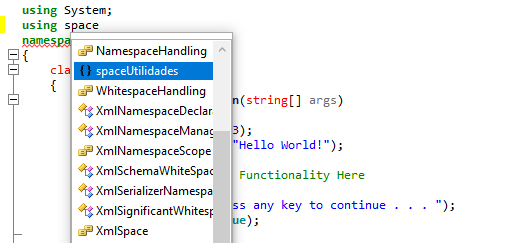 using System;
using space
namespa
NamespaceHandling
{
{} spaceUtilidades
cla
{
WhitespaceHandling
n(string[] args)
XmlNamespaceDeclara
XmlNamespaceManag
3);
XmlNamespaceScope
"Hello World!");
XmlSchemaWhiteSpac
Functionality Here
XmlSerializerNamespa
XmlSignificantWhitesp
ss any key to continue . . . ");
XmlSpace
ue);